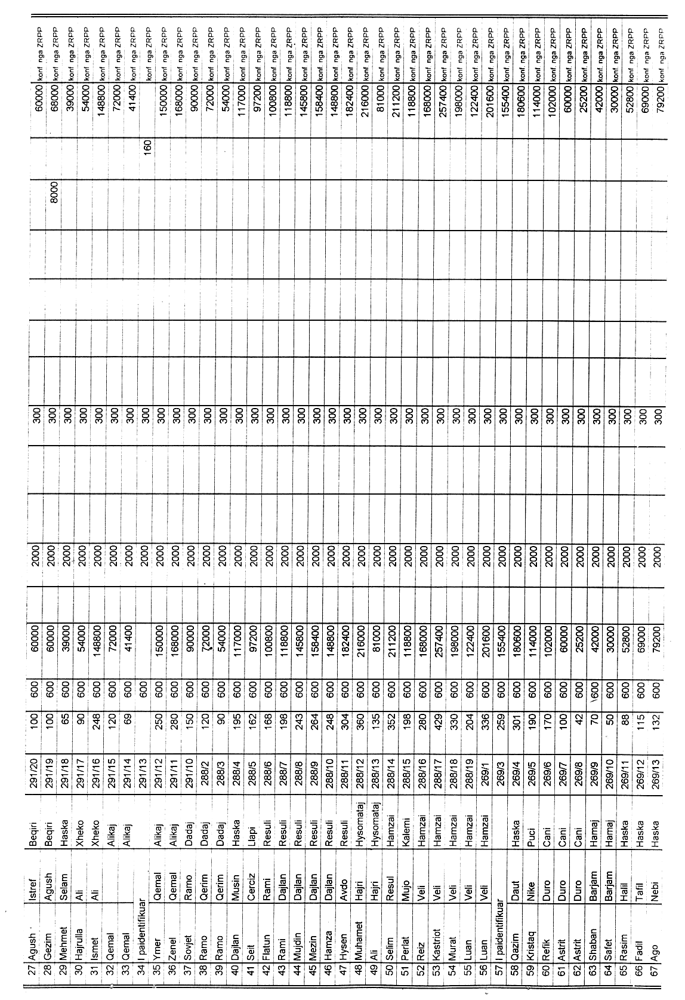 27 Agush Istref Beqiri 291/20 100 600 60000 2000 300 60000 konf nga ZRPP
28 Gezim Agush Beqiri 291/19 100 600 60000 2000 300 8000 68000 konf nga ZRPP
29 Mehmet Selam Haska 291/18 65 600 39000 2000 300 39000 konf nga ZRPP
30 Hajrulla Ali Xheko 291/17 90 600 54000 2000 300 54000 konf nga ZRPP
31 Ismet Ali Xheko 291/16 248 600 148800 2000 300 148800 konf nga ZRPP
32 Qemal Alikaj 291/15 120 600 72000 2000 300 72000 konf nga ZRPP
33 Qemal Alikaj 291/14 69 600 41400 2000 300 41400 konf nga ZRPP
34 I paidentifikuar 291/13 600 2000 300 160 konf nga ZRPP
35 Ymer Qemal Alikaj 291/12 250 600 150000 2000 300 150000 konf nga ZRPP
36 Zenel Qemal Alikaj 291/11 280 600 168000 2000 300 168000 konf nga ZRPP
37 Sovjet Ramo Dadaj 291/10 150 600 90000 2000 300 90000 konf nga ZRPP
38 Ramo Qerim Dadaj 288/2 120 600 72000 2000 300 72000 konf nga ZRPP
39 Ramo Qerim Dadaj 288/3 90 600 54000 2000 300 54000 konf nga ZRPP
40 Dajlan Musin Haska 288/4 195 600 117000 2000 300 117000 konf nga ZRPP
41 Seit Cerciz Llapi 288/5 162 600 97200 2000 300 97200 konf nga ZRPP
42 Flatun Rami Resuli 288/6 168 600 100800 2000 300 100800 konf nga ZRPP
43 Rami Dajlan Resuli 288/7 198 600 118800 2000 300 118800 konf nga ZRPP
44 Mujdin Dajlan Resuli 288/8 243 600 145800 2000 300 145800 konf nga ZRPP
45 Mezin Dajlan Resuli 288/9 264 600 158400 2000 300 158400 konf nga ZRPP
46 Hamza Dajlan Resuli 288/10 248 600 148800 2000 300 148800 konf nga ZRPP
47 Hysen Avdo Resuli 288/11 304 600 182400 2000 300 182400 konf nga ZRPP
48 Muhamet Hajri Hysomataj 288/12 360 600 216000 2000 300 216000 konf nga ZRPP
49 Ali Hajri Hysomataj 288/13 135 600 81000 2000 300 81000 konf nga ZRPP
50 Selim Resul Hamzai 288/14 352 600 211200 2000 300 211200 konf nga ZRPP
51 Perlat Mujo Kalemi 288/15 198 600 118800 2000 300 118800 konf nga ZRPP
52 Reiz Veli Hamzai 288/16 280 600 168000 2000 300 168000 konf nga ZRPP
53 Kastriot Veli Hamzai 288/17 429 600 257400 2000 300 257400 konf nga ZRPP
54 Murat Veli Hamzai 288/18 330 600 198000 2000 300 198000 konf nga ZRPP
55 Luan Veli Hamzai 288/19 204 600 122400 2000 300 122400 konf nga ZRPP
56 Luan Veli Hamzai 269/1 336 600 201600 2000 300 201600 konf nga ZRPP
57 I paidentifikuar 269/3 259 600 155400 2000 300 155400 konf nga ZRPP
58 Qazim Daut Haska 269/4 301 600 180600 2000 300 180600 konf nga ZRPP
59 Kristaq Nike Puci 269/5 190 600 114000 2000 300 114000 konf nga ZRPP
60 Refik Duro Cani 269/6 170 600 102000 2000 300 102000 konf nga ZRPP
61 Astrit Duro Cani 269/7 100 600 60000 2000 300 60000 konf nga ZRPP
62 Astrit Duro Cani 269/8 42 600 25200 2000 300 25200 konf nga ZRPP
63 Shaban Barjam Hamaj 269/9 70 600 42000 2000 300 42000 konf nga ZRPP
64 Safet Barjam Hamaj 269/10 50 600 30000 2000 300 30000 konf nga ZRPP
65 Rasim Halil Haska 269/11 88 600 52800 2000 300 52800 konf nga ZRPP
66 Fadil Tafil Haska 269/12 115 600 69000 2000 300 69000 konf nga ZRPP
67 Ago Nebi Haska 269/13 132 600 79200 2000 300 79200 konf nga ZRPP